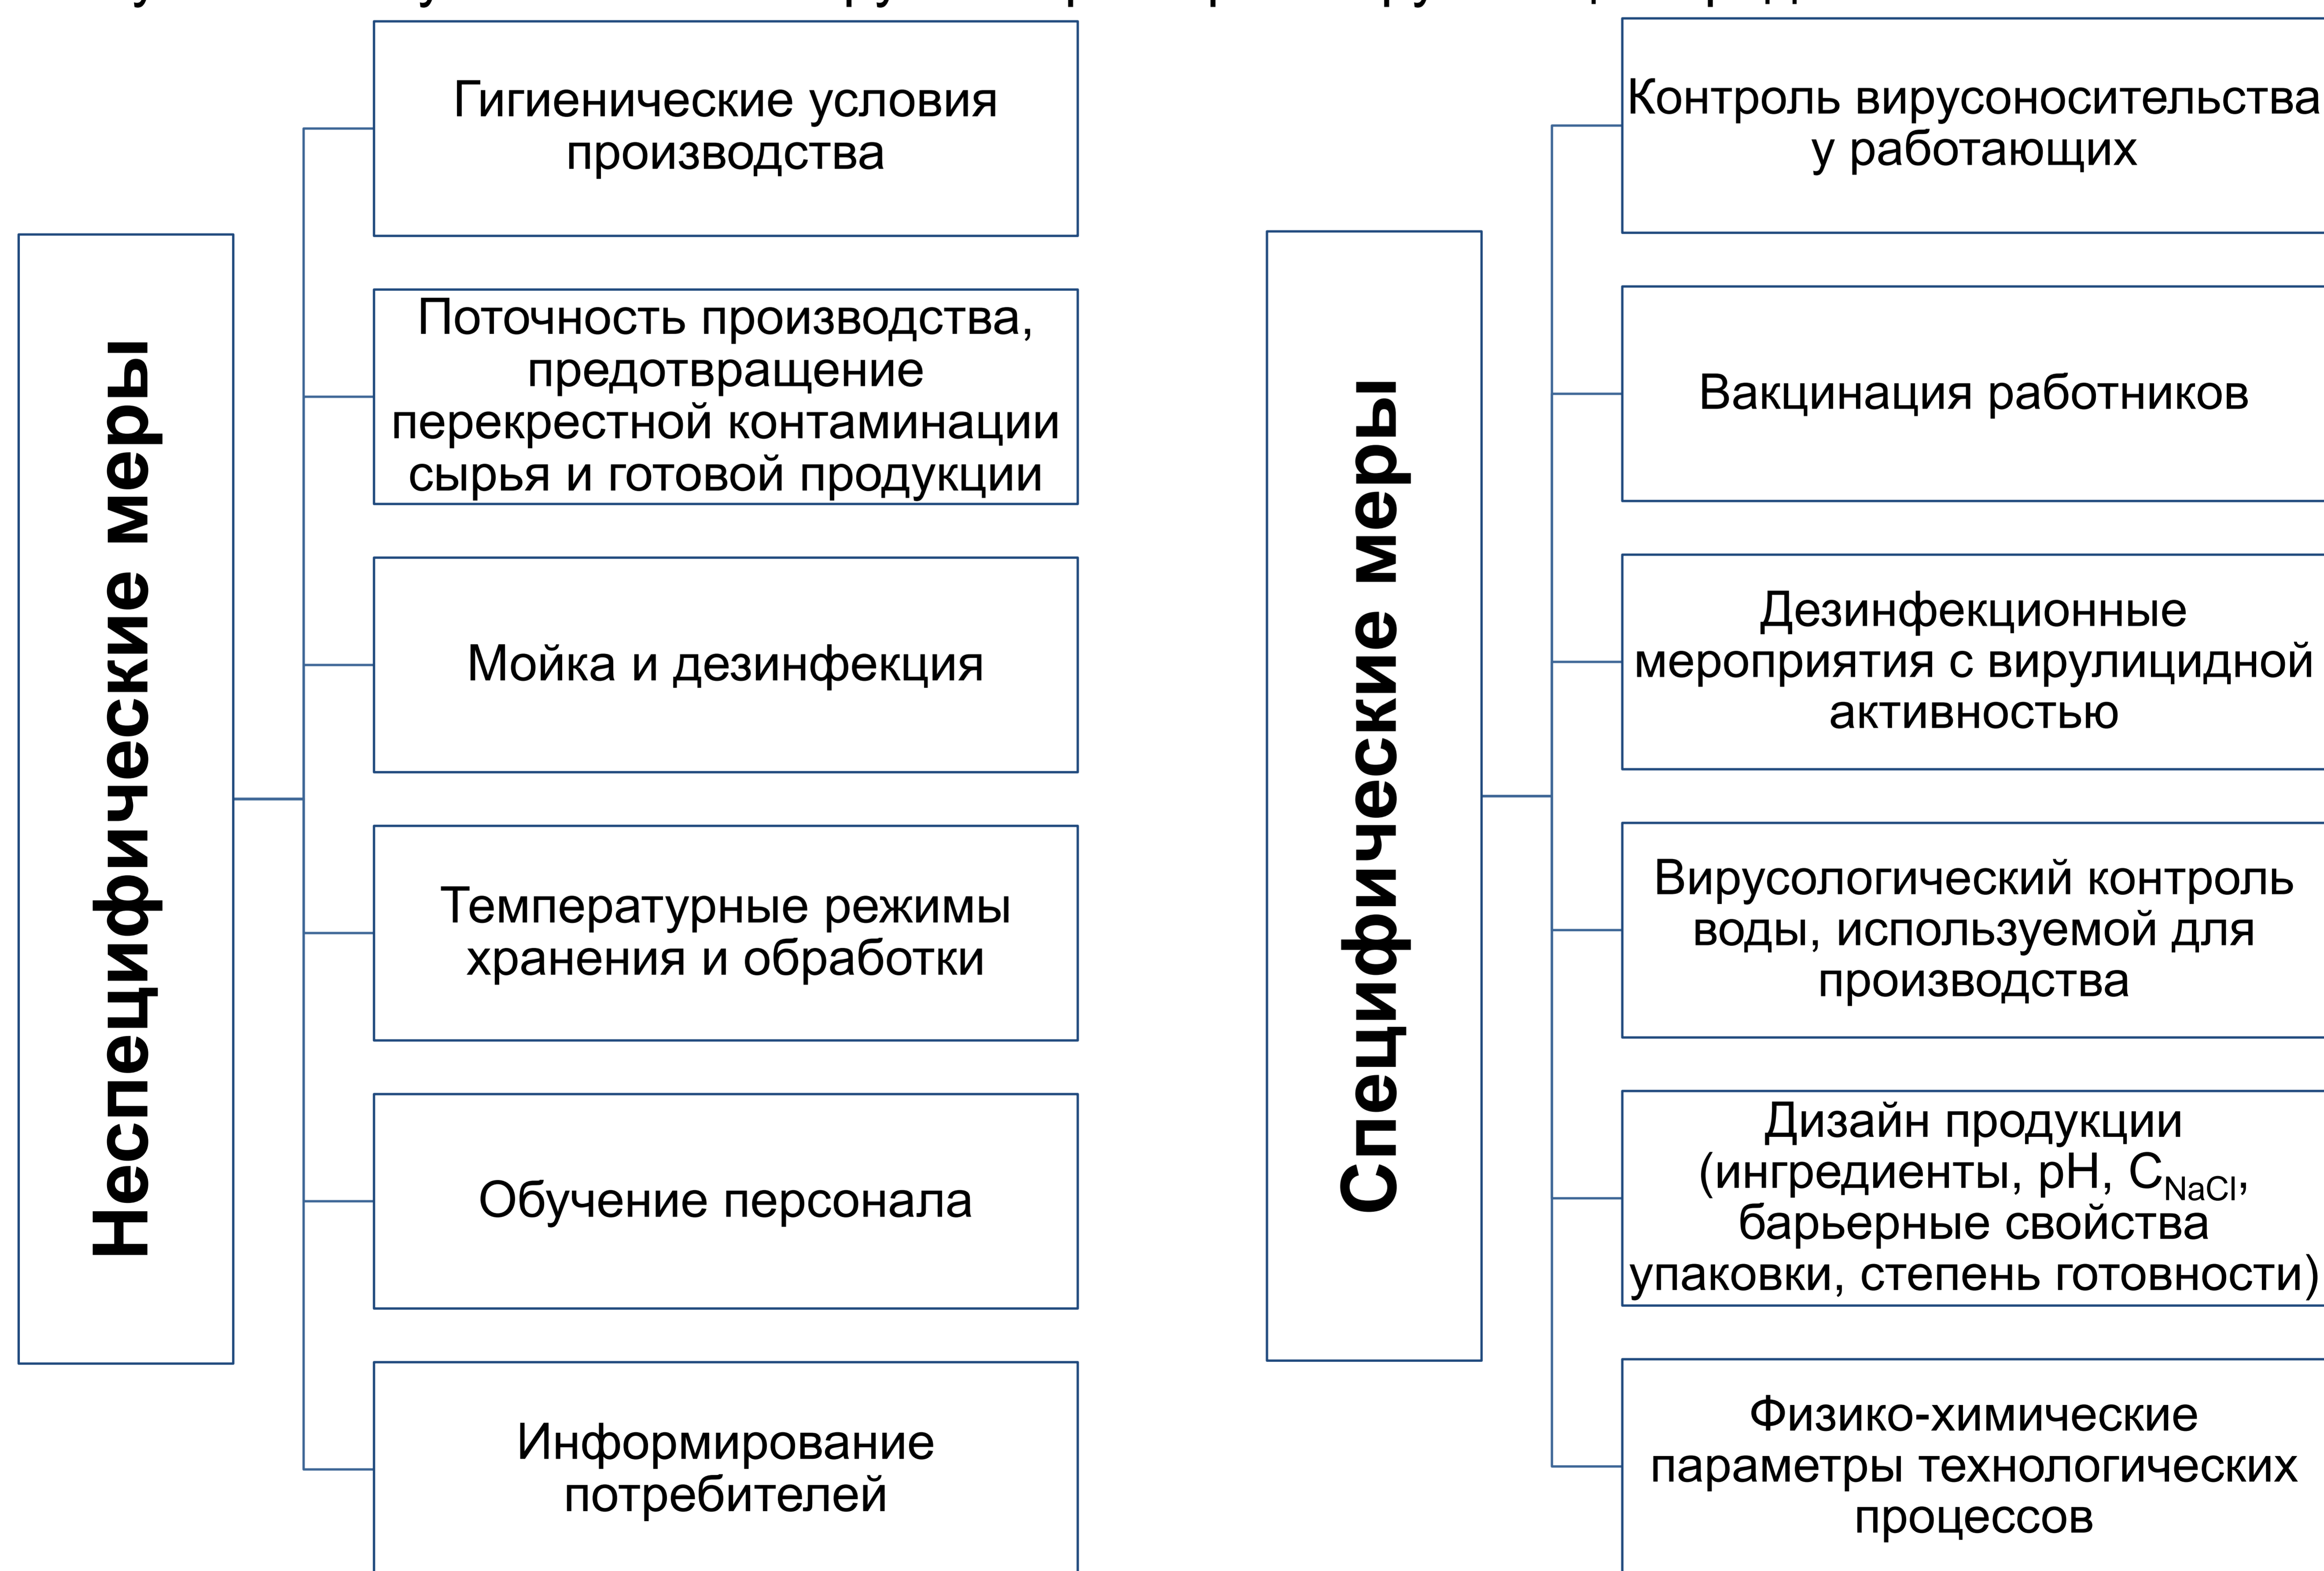 Неспецифические меры
Гигиенические условия
производства
Поточность производства,
предотвращение
перекрестной контаминации
сырья и готовой продукции
Мойка и дезинфекция
Температурные режимы
хранения и обработки
Обучение персонала
Информирование
потребителей
Специфические меры
Контроль вирусоносительства
у работающих
Вакцинация работников
Дезинфекционные
мероприятия с вирулицидной
активностью
Вирусологический контроль
воды, используемой для
производства
Дизайн продукции
(ингредиенты, pH, C_NaCl,
барьерные свойства
упаковки, степень готовности)
Физико-химические
параметры технологических
процессов